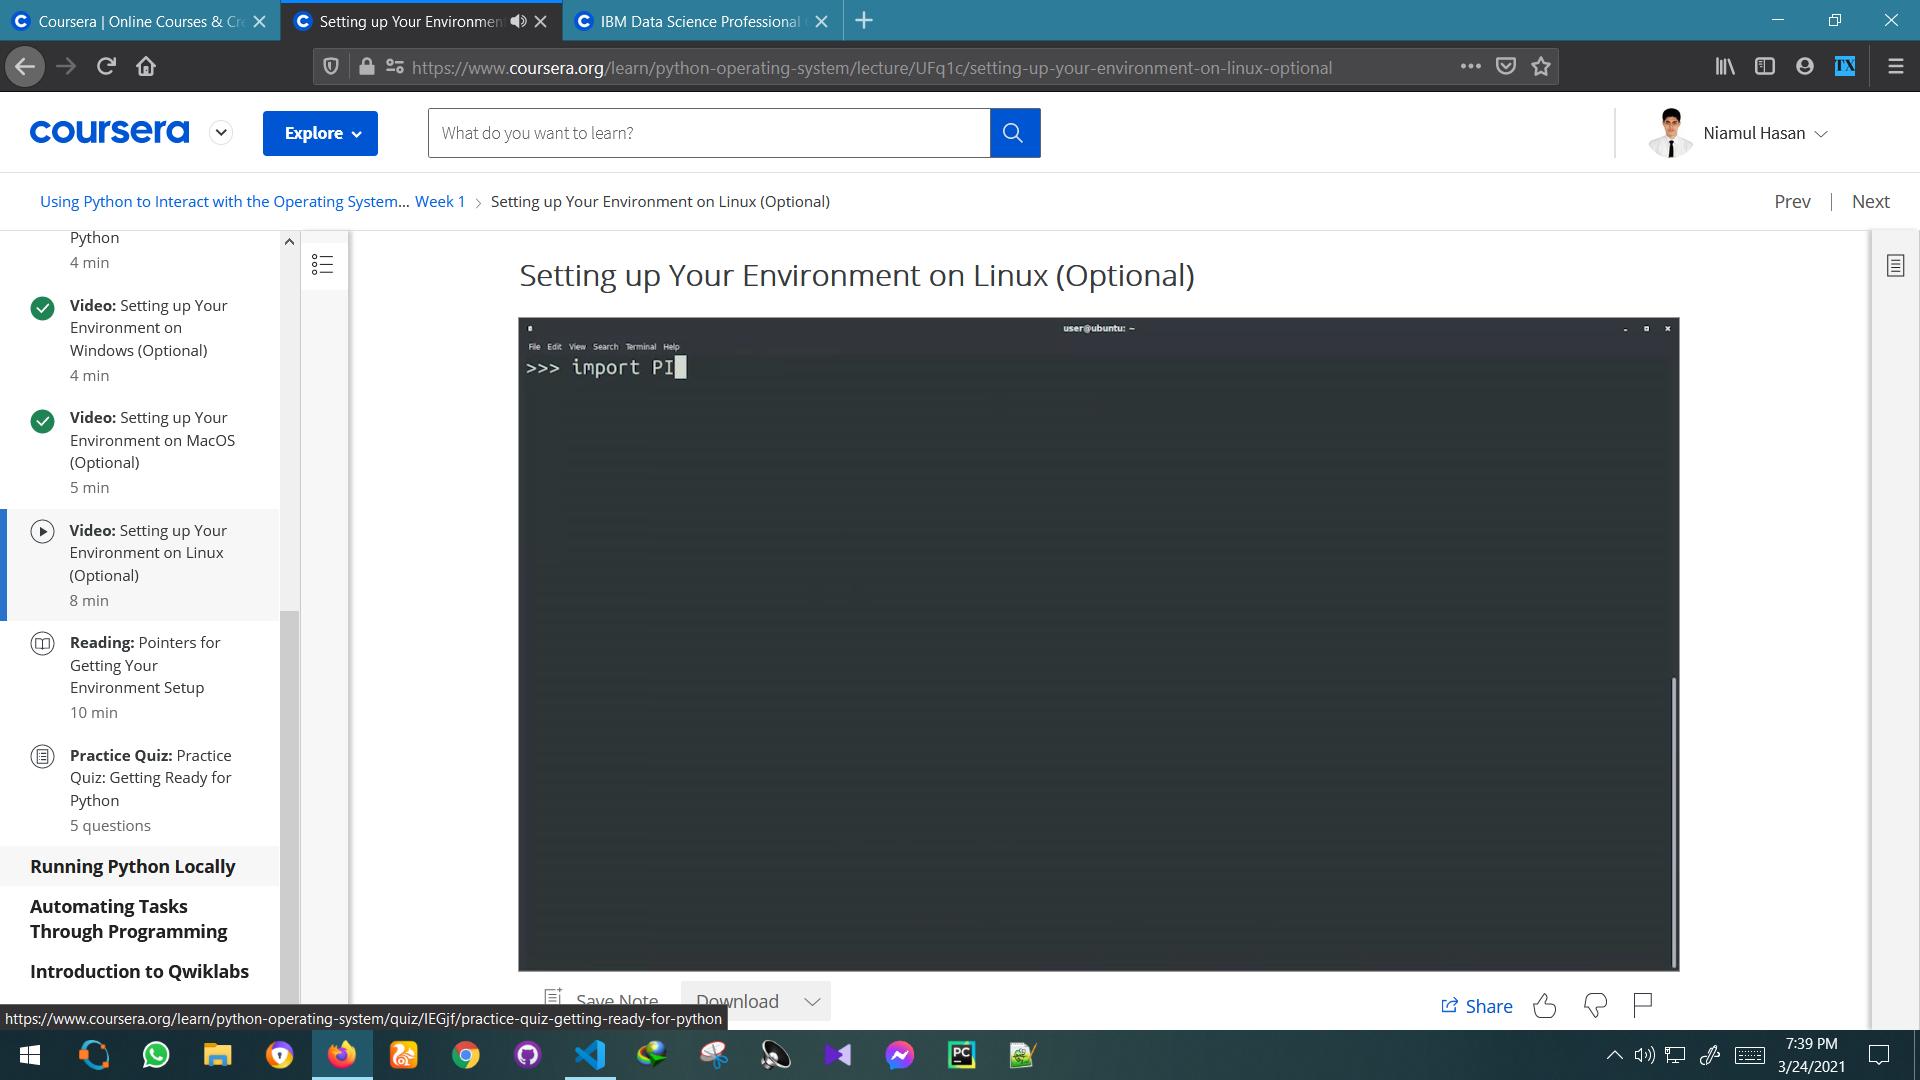 Coursera | Online Courses & Cre
Setting up Your Environmen
IBM Data Science Professional
https://www.coursera.org/learn/python-operating-system/lecture/UFq1c/setting-up-your-environment-on-linux-optional
TX
coursera
Explore
What do you want to learn?
Niamul Hasan
Using Python to Interact with the Operating System... Week 1 > Setting up Your Environment on Linux (Optional)
Prev | Next
Python
4 min
Video: Setting up Your
Environment on
Windows (Optional)
4 min
Video: Setting up Your
Environment on MacOS
(Optional)
5 min
Video: Setting up Your
Environment on Linux
(Optional)
8 min
Reading: Pointers for
Getting Your
Environment Setup
10 min
Practice Quiz: Practice
Quiz: Getting Ready for
Python
5 questions
Running Python Locally
Automating Tasks
Through Programming
Introduction to Qwiklabs
Setting up Your Environment on Linux (Optional)
user@ubuntu: ~
File Edit View Search Terminal Help
>>> import PI
Save Note
Download
Share
https://www.coursera.org/learn/python-operating-system/quiz/IEGjf/practice-quiz-getting-ready-for-python
PC
7:39 PM
3/24/2021